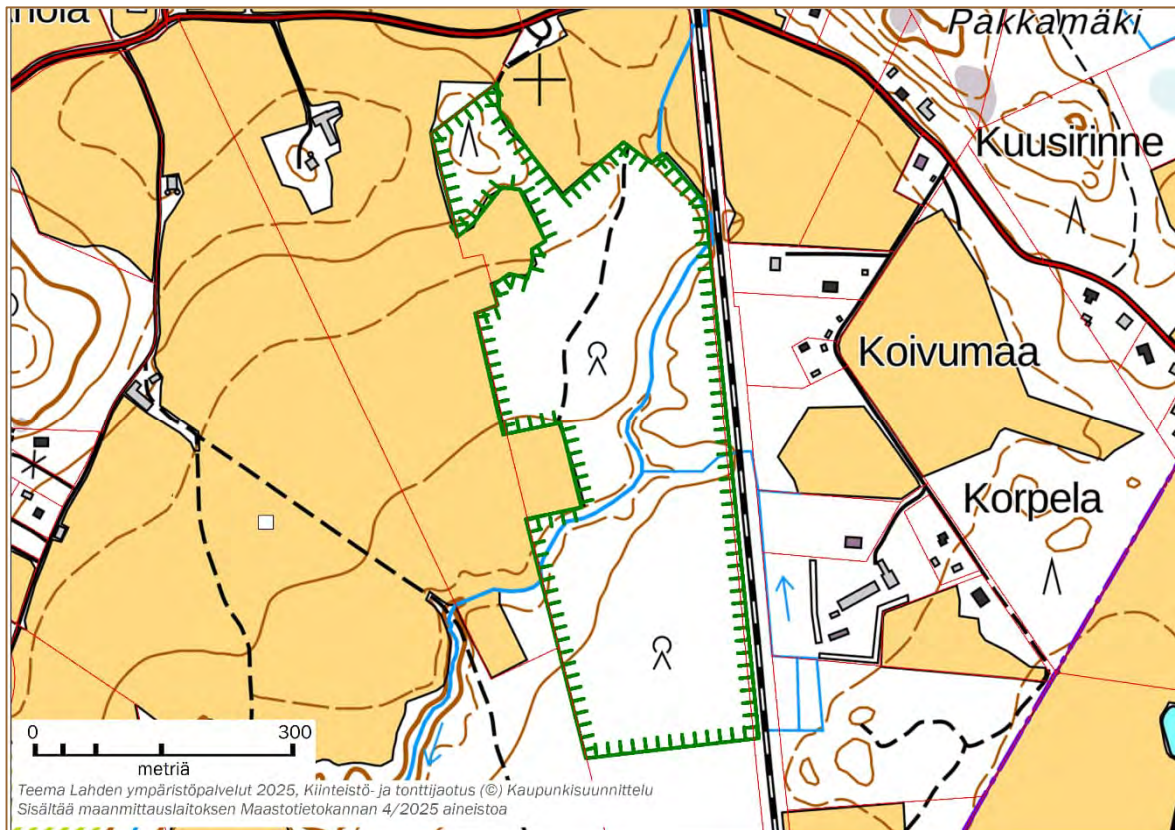 Pakkamäki
Kuusirinne
Koivumaa
Korpela
0 300
metriä
Teema Lahden ympäristöpalvelut 2025, Kiinteistö- ja tonttijaotus (©) Kaupunkisuunnittelu
Sisältää maanmittauslaitoksen Maastotietokannan 4/2025 aineistoa